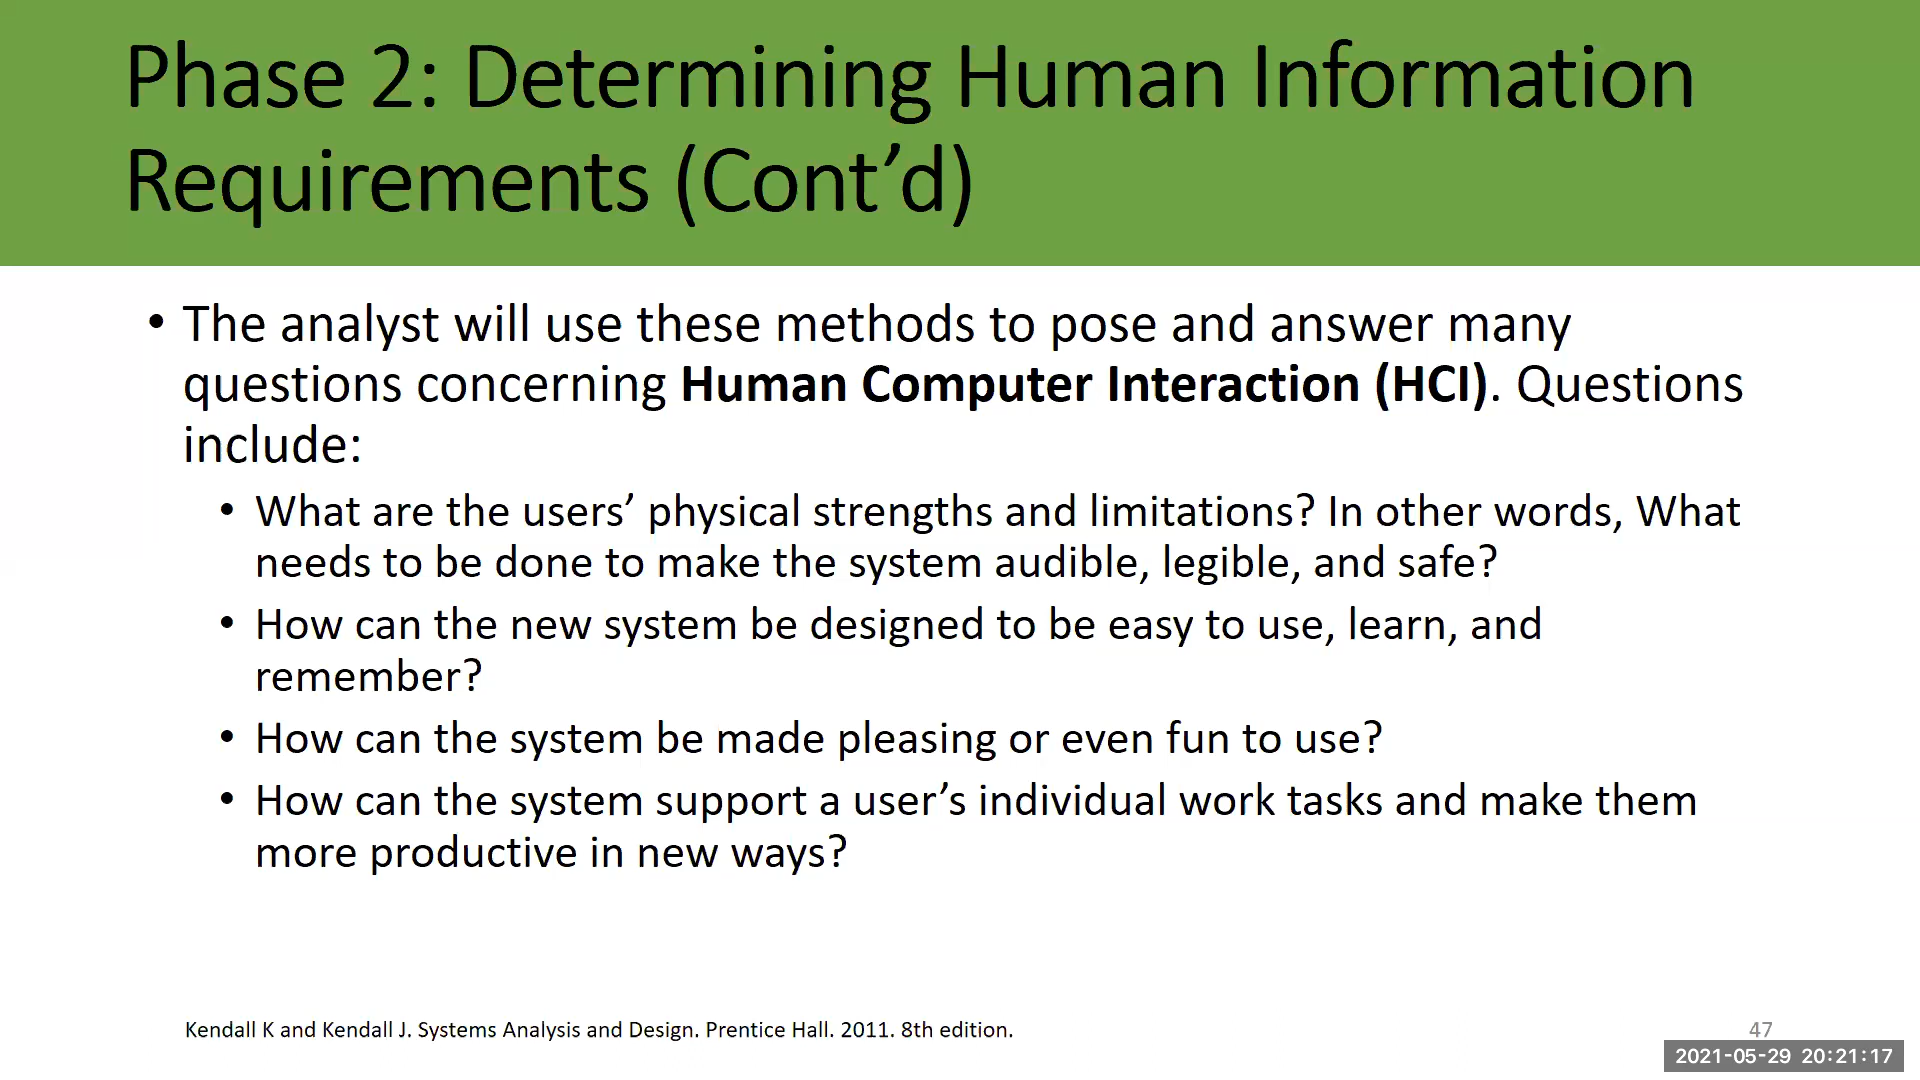 Phase 2: Determining Human Information
Requirements (Cont’d)
• The analyst will use these methods to pose and answer many
questions concerning Human Computer Interaction (HCI). Questions
include:
• What are the users’ physical strengths and limitations? In other words, What
needs to be done to make the system audible, legible, and safe?
• How can the new system be designed to be easy to use, learn, and
remember?
• How can the system be made pleasing or even fun to use?
• How can the system support a user’s individual work tasks and make them
more productive in new ways?
Kendall K and Kendall J. Systems Analysis and Design. Prentice Hall. 2011. 8th edition.
47
2021-05-29 20:21:17